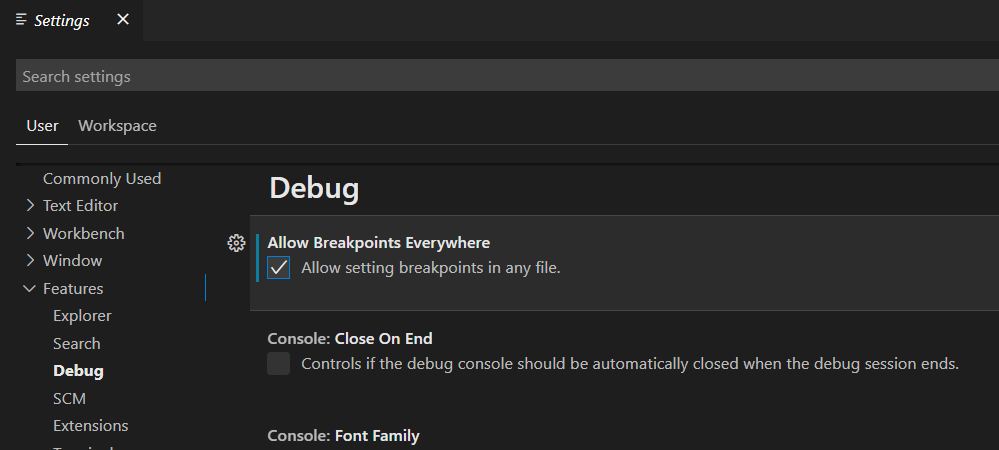 Settings
Search settings
User Workspace
Commonly Used
Text Editor
Workbench
Window
Features
Explorer
Search
Debug
SCM
Extensions
Debug
Allow Breakpoints Everywhere
Allow setting breakpoints in any file.
Console: Close On End
Controls if the debug console should be automatically closed when the debug session ends.
Console: Font Family